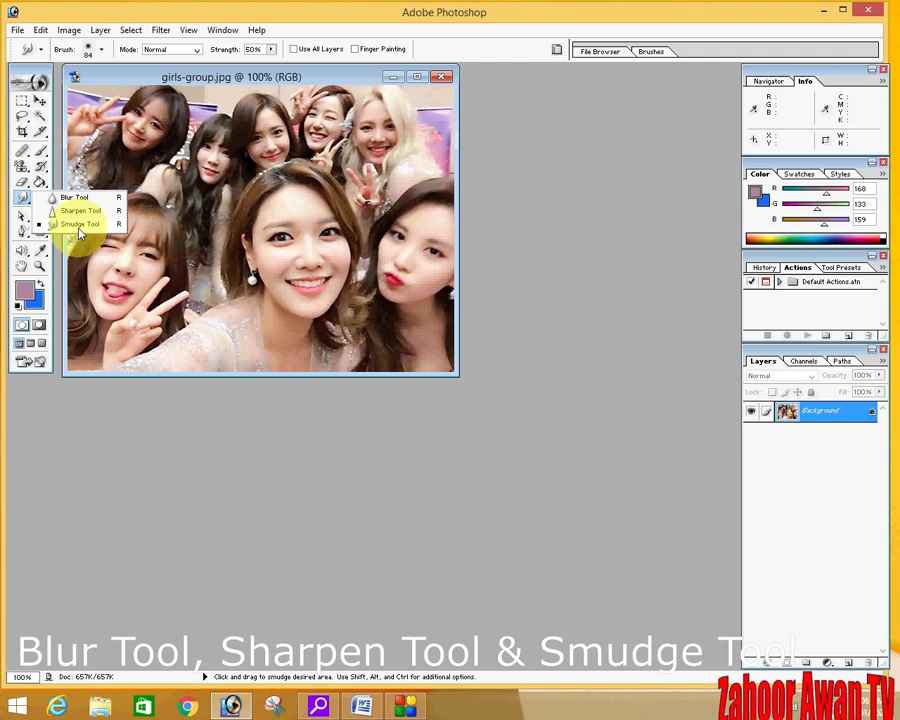 Adobe Photoshop
File Edit Image Layer Select Filter View Window Help
Brush: 84 Mode: Normal Strength: 50% Use All Layers Finger Painting File Browser Brushes
girls-group.jpg @ 100% (RGB)
Navigator Info
R : C :
G : M :
B : Y :
K :
X : W :
Y : H :
Blur Tool R
Sharpen Tool R
Smudge Tool R
Color Swatches Styles
R 168
G 133
B 159
History Actions Tool Presets
Default Actions.atn
Layers Channels Paths
Normal Opacity: 100%
Lock: Fill: 100%
Background
Blur Tool, Sharpen Tool & Smudge Tool
100% Doc: 657K/657K Click and drag to smudge desired area. Use Shift, Alt, and Ctrl for additional options.
Zahoor Awan TV